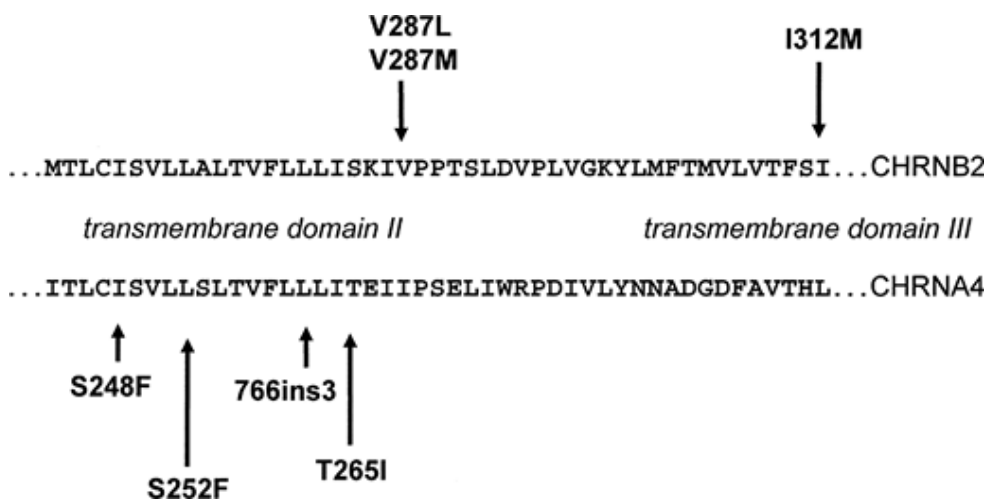 V287L
V287M
I312M
...MTLCISVLLALTVFLLLISKIVPPTSLDVPLVGKYLMFTMVLVTFSI...CHRNB2
transmembrane domain II
transmembrane domain III
...ITLCISVLLSLTVFLLLITEIIPSELIWRPDIVLYNNADGDFAVTHL...CHRNA4
S248F
766ins3
T265I
S252F